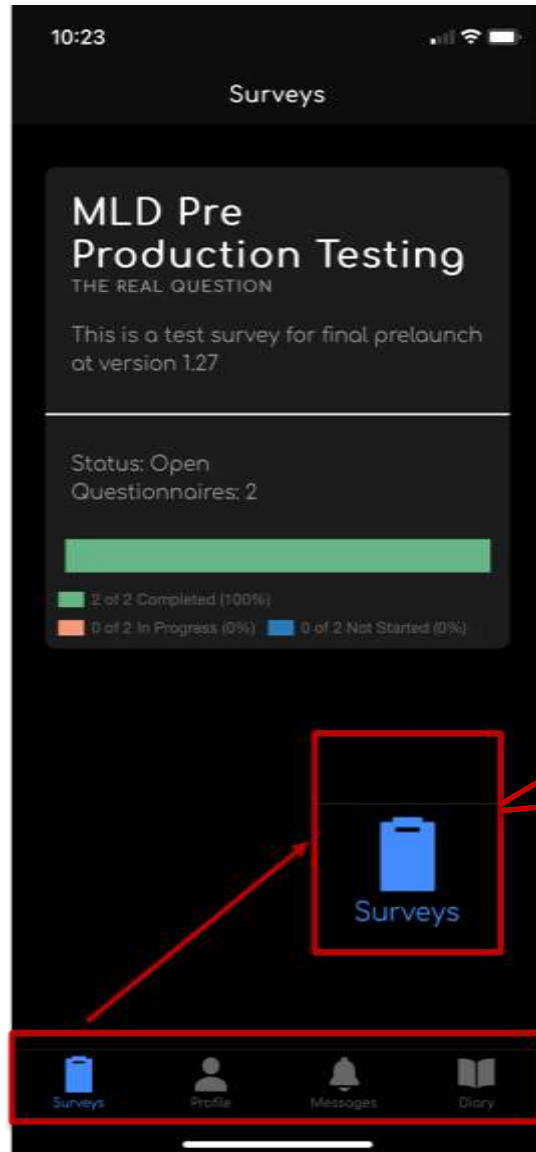 10:23
Surveys
MLD Pre
Production Testing
THE REAL QUESTION
This is a test survey for final prelaunch
at version 1.27
Status: Open
Questionnaires: 2
2 of 2 Completed (100%)
0 of 2 In Progress (0%) 0 of 2 Not Started (0%)
Surveys
Surveys Profile Messages Diary